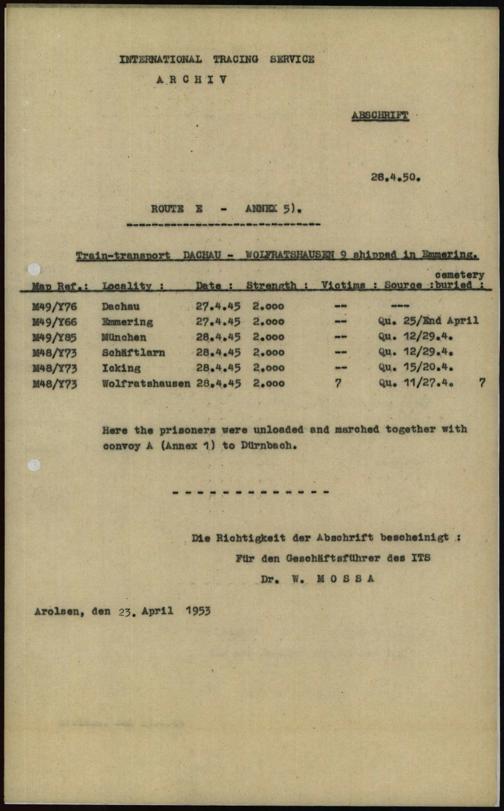 INTERNATIONAL TRACING SERVICE
A R C H I V
ABSCHRIFT
28.4.50.
ROUTE E - ANNEX 5).
Train-transport DACHAU - WOLFRATSHAUSEN 9 shipped in Emmering.
cemetery
Map Ref.: Locality : Date : Strength : Victims : Source :buried :
M49/Y76 Dachau 27.4.45 2.000 -- ---
M49/Y66 Emmering 27.4.45 2.000 -- Qu. 25/End April
M49/Y85 München 28.4.45 2.000 -- Qu. 12/29.4.
M48/Y73 Schäftlarn 28.4.45 2.000 -- Qu. 12/29.4.
M48/Y73 Icking 28.4.45 2.000 -- Qu. 15/20.4.
M48/Y73 Wolfratshausen 28.4.45 2.000 7 Qu. 11/27.4. 7
Here the prisoners were unloaded and marched together with
convoy A (Annex 1) to Dürnbach.
Die Richtigkeit der Abschrift bescheinigt :
Für den Geschäftsführer des ITS
Dr. W. M O S S A
Arolsen, den 23. April 1953